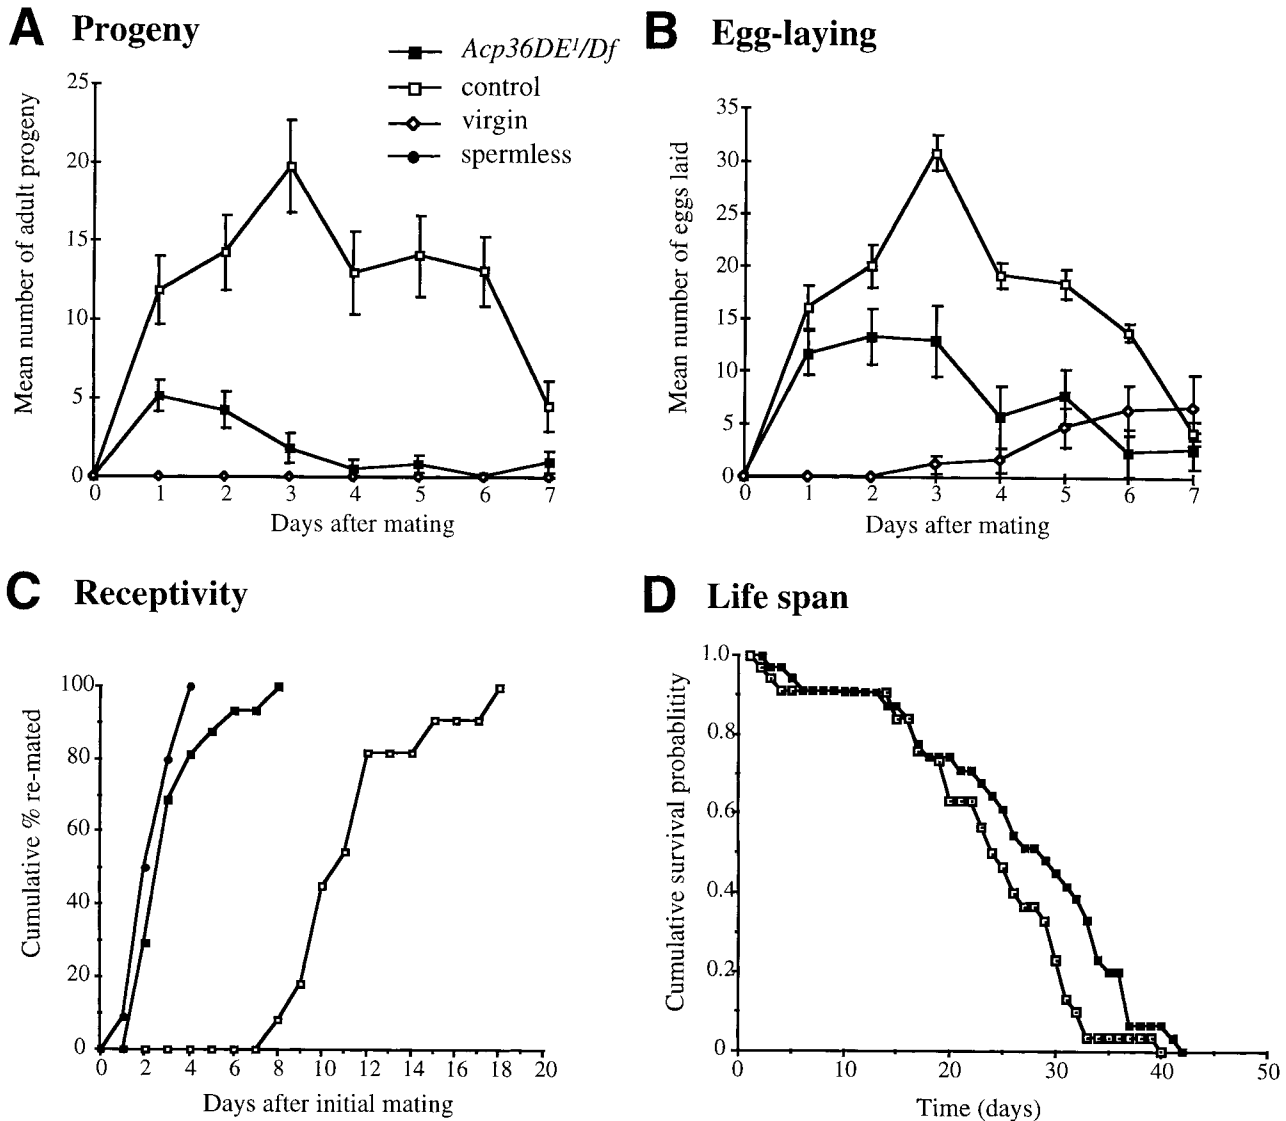 A Progeny
Acp36DE¹/Df
control
virgin
spermless
Mean number of adult progeny
25
20
15
10
5
0
0 1 2 3 4 5 6 7
Days after mating
B Egg-laying
Mean number of eggs laid
35
30
25
20
15
10
5
0
0 1 2 3 4 5 6 7
Days after mating
C Receptivity
Cumulative % re-mated
100
80
60
40
20
0
0 2 4 6 8 10 12 14 16 18 20
Days after initial mating
D Life span
Cumulative survival probablitity
1.0
0.8
0.6
0.4
0.2
0
0 10 20 30 40 50
Time (days)